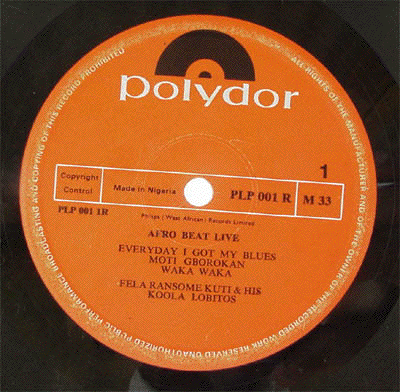 ALL RIGHTS OF THE MANUFACTURER AND OF THE OWNER OF THE RECORDED WORK RESERVED UNAUTHORIZED PUBLIC PERFORMANCE BROADCASTING AND COPYING OF THIS RECORD PROHIBITED
polydor
1
Copyright
Control
Made in Nigeria
PLP 001 R
M 33
PLP 001 1R
Philips (West African) Records Limited
AFRO BEAT LIVE
EVERYDAY I GOT MY BLUES
MOTI GBOROKAN
WAKA WAKA
FELA RANSOME KUTI & HIS
KOOLA LOBITOS